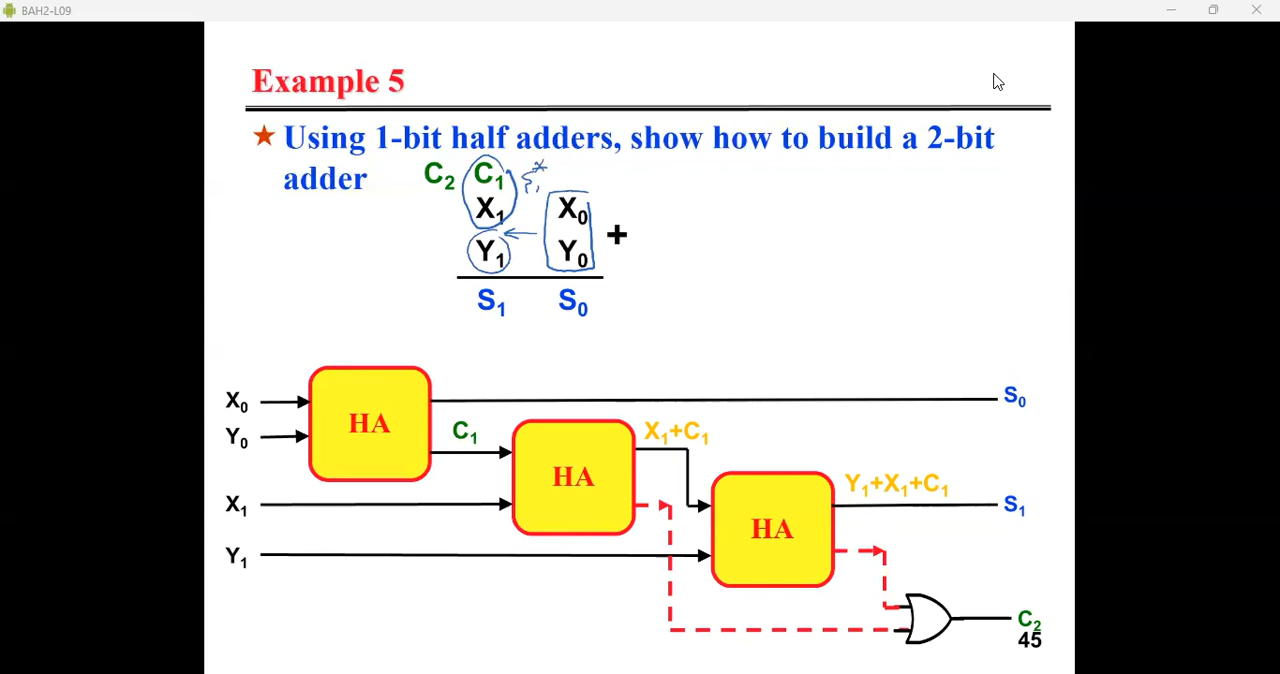 BAH2-L09
Example 5
★ Using 1-bit half adders, show how to build a 2-bit
adder
C₂ C₁
X₁ X₀
Y₁ Y₀ +
S₁ S₀
X₀ HA S₀
Y₀ C₁ X₁+C₁
X₁ HA Y₁+X₁+C₁ S₁
Y₁ HA
C₂
45